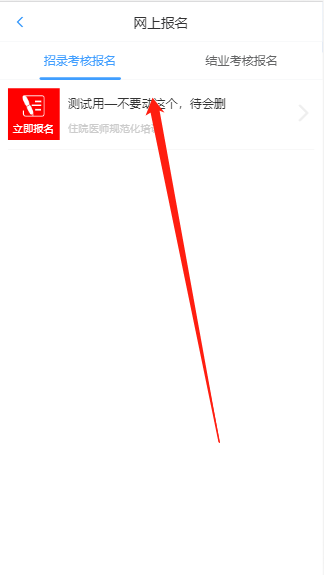 网上报名
招录考核报名
结业考核报名
测试用—不要动这个，待会删
立即报名
住院医师规范化培